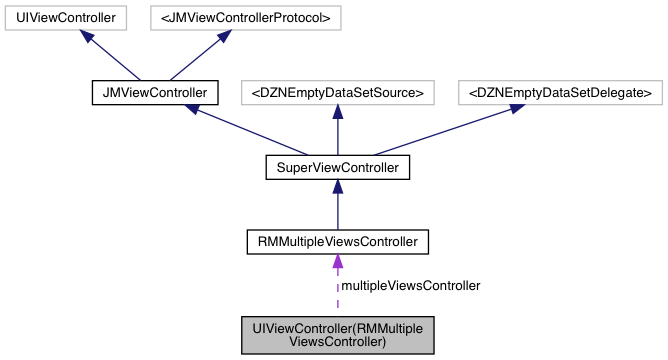 UIViewController
<JMViewControllerProtocol>
JMViewController
<DZNEmptyDataSetSource>
<DZNEmptyDataSetDelegate>
SuperViewController
RMMultipleViewsController
multipleViewsController
UIViewController(RMMultiple
ViewsController)